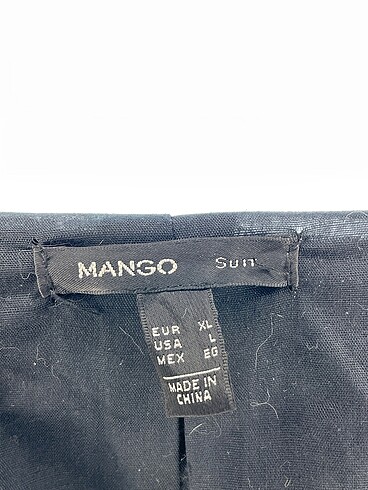 MANGO Suit
EUR XL
USA L
MEX EG
MADE IN
CHINA